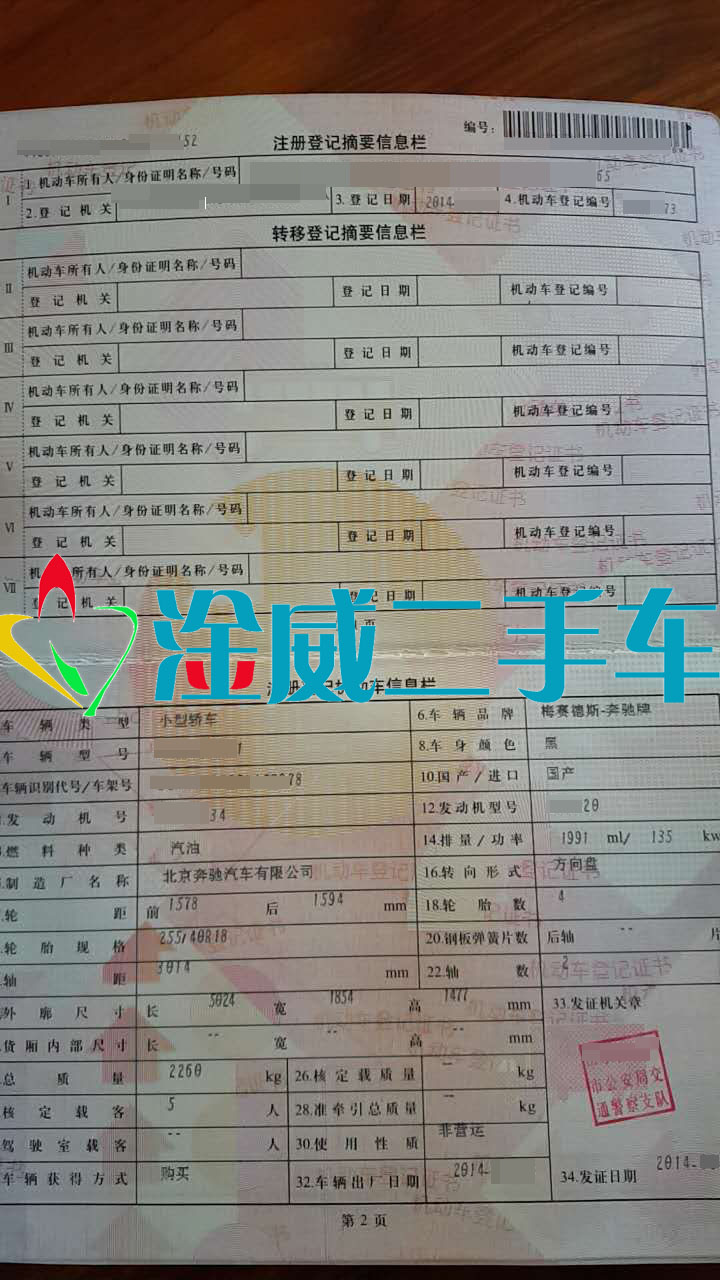 编号：
152 注册登记摘要信息栏
I 1.机动车所有人/身份证明名称/号码 65
2.登记机关 3.登记日期 2014- 4.机动车登记编号 73
转移登记摘要信息栏
II 机动车所有人/身份证明名称/号码
登记机关 登记日期 机动车登记编号
III 机动车所有人/身份证明名称/号码
登记机关 登记日期 机动车登记编号
IV 机动车所有人/身份证明名称/号码
登记机关 登记日期 机动车登记编号
V 机动车所有人/身份证明名称/号码
登记机关 登记日期 机动车登记编号
VI 机动车所有人/身份证明名称/号码
登记机关 登记日期 机动车登记编号
VII 机动车所有人/身份证明名称/号码
登记机关 登记日期 机动车登记编号
淦威二手车
注册登记机动车信息栏
车辆类型 小型轿车 6.车辆品牌 梅赛德斯-奔驰牌
车辆型号 1 8.车身颜色 黑
车辆识别代号/车架号 78 10.国产/进口 国产
发动机号 34 12.发动机型号 20
燃料种类 汽油 14.排量/功率 1991 ml/ 135 kw
制造厂名称 北京奔驰汽车有限公司 16.转向形式 方向盘
轮距 前 1578 后 1594 mm 18.轮胎数 4
轮胎规格 255/40R18 20.钢板弹簧片数 后轴 -- 片
轴距 3014 mm 22.轴数 2
外廓尺寸 长 5024 宽 1854 高 1477 mm 33.发证机关章
货厢内部尺寸 长 -- 宽 -- 高 -- mm
总质量 2260 kg 26.核定载质量 -- kg
市公安局交
通警察支队
核定载客 5 人 28.准牵引总质量 -- kg
驾驶室载客 -- 人 30.使用性质 非营运
车辆获得方式 购买 32.车辆出厂日期 2014- 34.发证日期 2014-
第2页